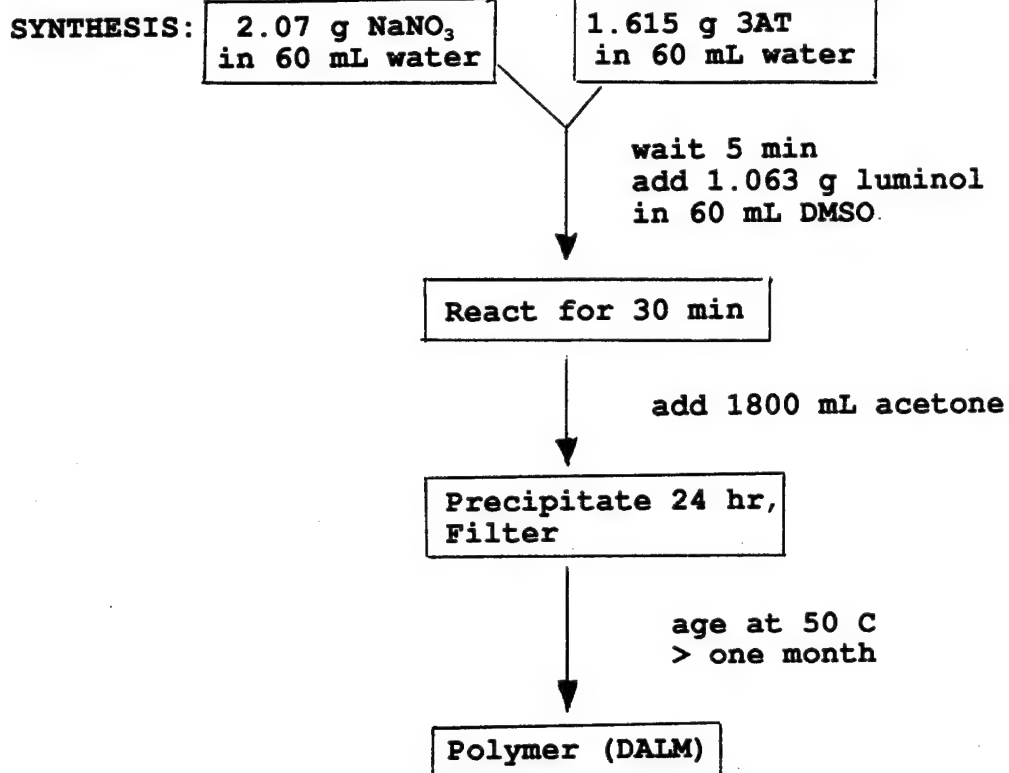 SYNTHESIS:
2.07 g NaNO₃
in 60 mL water
1.615 g 3AT
in 60 mL water
wait 5 min
add 1.063 g luminol
in 60 mL DMSO
React for 30 min
add 1800 mL acetone
Precipitate 24 hr,
Filter
age at 50 C
> one month
Polymer (DALM)